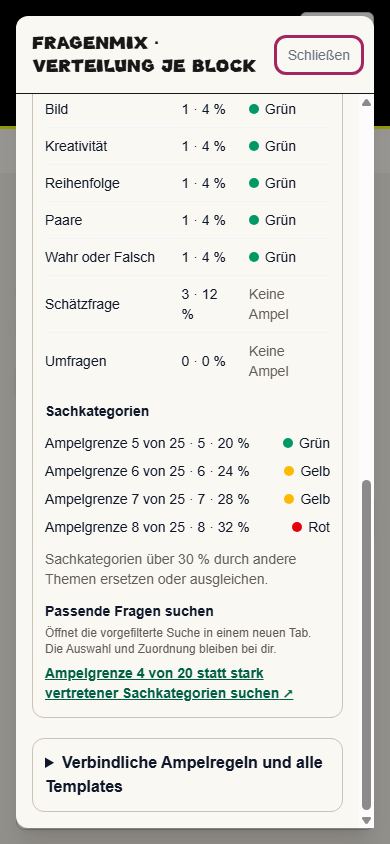 FRAGENMIX ·
VERTEILUNG JE BLOCK
Schließen
Bild 1 · 4 % Grün
Kreativität 1 · 4 % Grün
Reihenfolge 1 · 4 % Grün
Paare 1 · 4 % Grün
Wahr oder Falsch 1 · 4 % Grün
Schätzfrage 3 · 12 % Keine Ampel
Umfragen 0 · 0 % Keine Ampel
Sachkategorien
Ampelgrenze 5 von 25 · 5 · 20 % Grün
Ampelgrenze 6 von 25 · 6 · 24 % Gelb
Ampelgrenze 7 von 25 · 7 · 28 % Gelb
Ampelgrenze 8 von 25 · 8 · 32 % Rot
Sachkategorien über 30 % durch andere
Themen ersetzen oder ausgleichen.
Passende Fragen suchen
Öffnet die vorgefilterte Suche in einem neuen Tab.
Die Auswahl und Zuordnung bleiben bei dir.
Ampelgrenze 4 von 20 statt stark
vertretener Sachkategorien suchen ↗
▶ Verbindliche Ampelregeln und alle
Templates